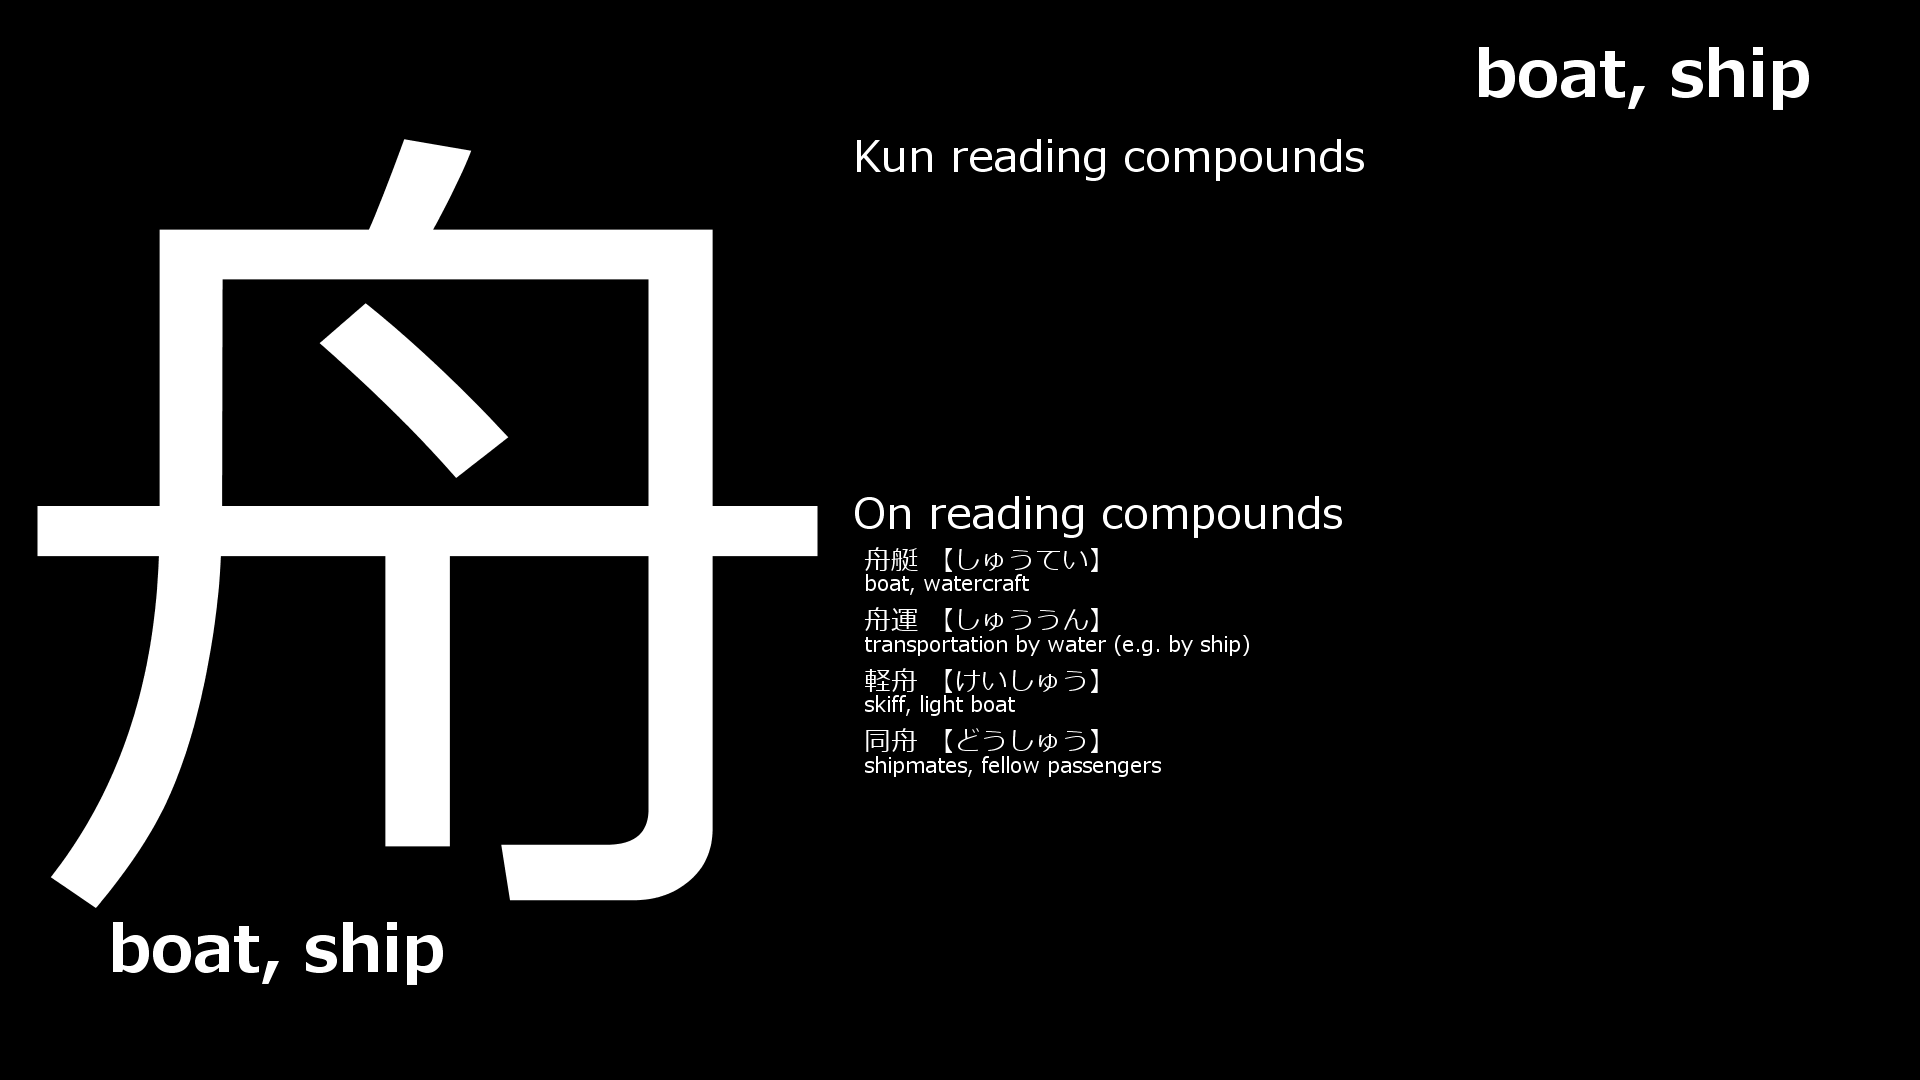 boat, ship
舟
boat, ship
Kun reading compounds
On reading compounds
舟艇 【しゅうてい】
boat, watercraft
舟運 【しゅううん】
transportation by water (e.g. by ship)
軽舟 【けいしゅう】
skiff, light boat
同舟 【どうしゅう】
shipmates, fellow passengers